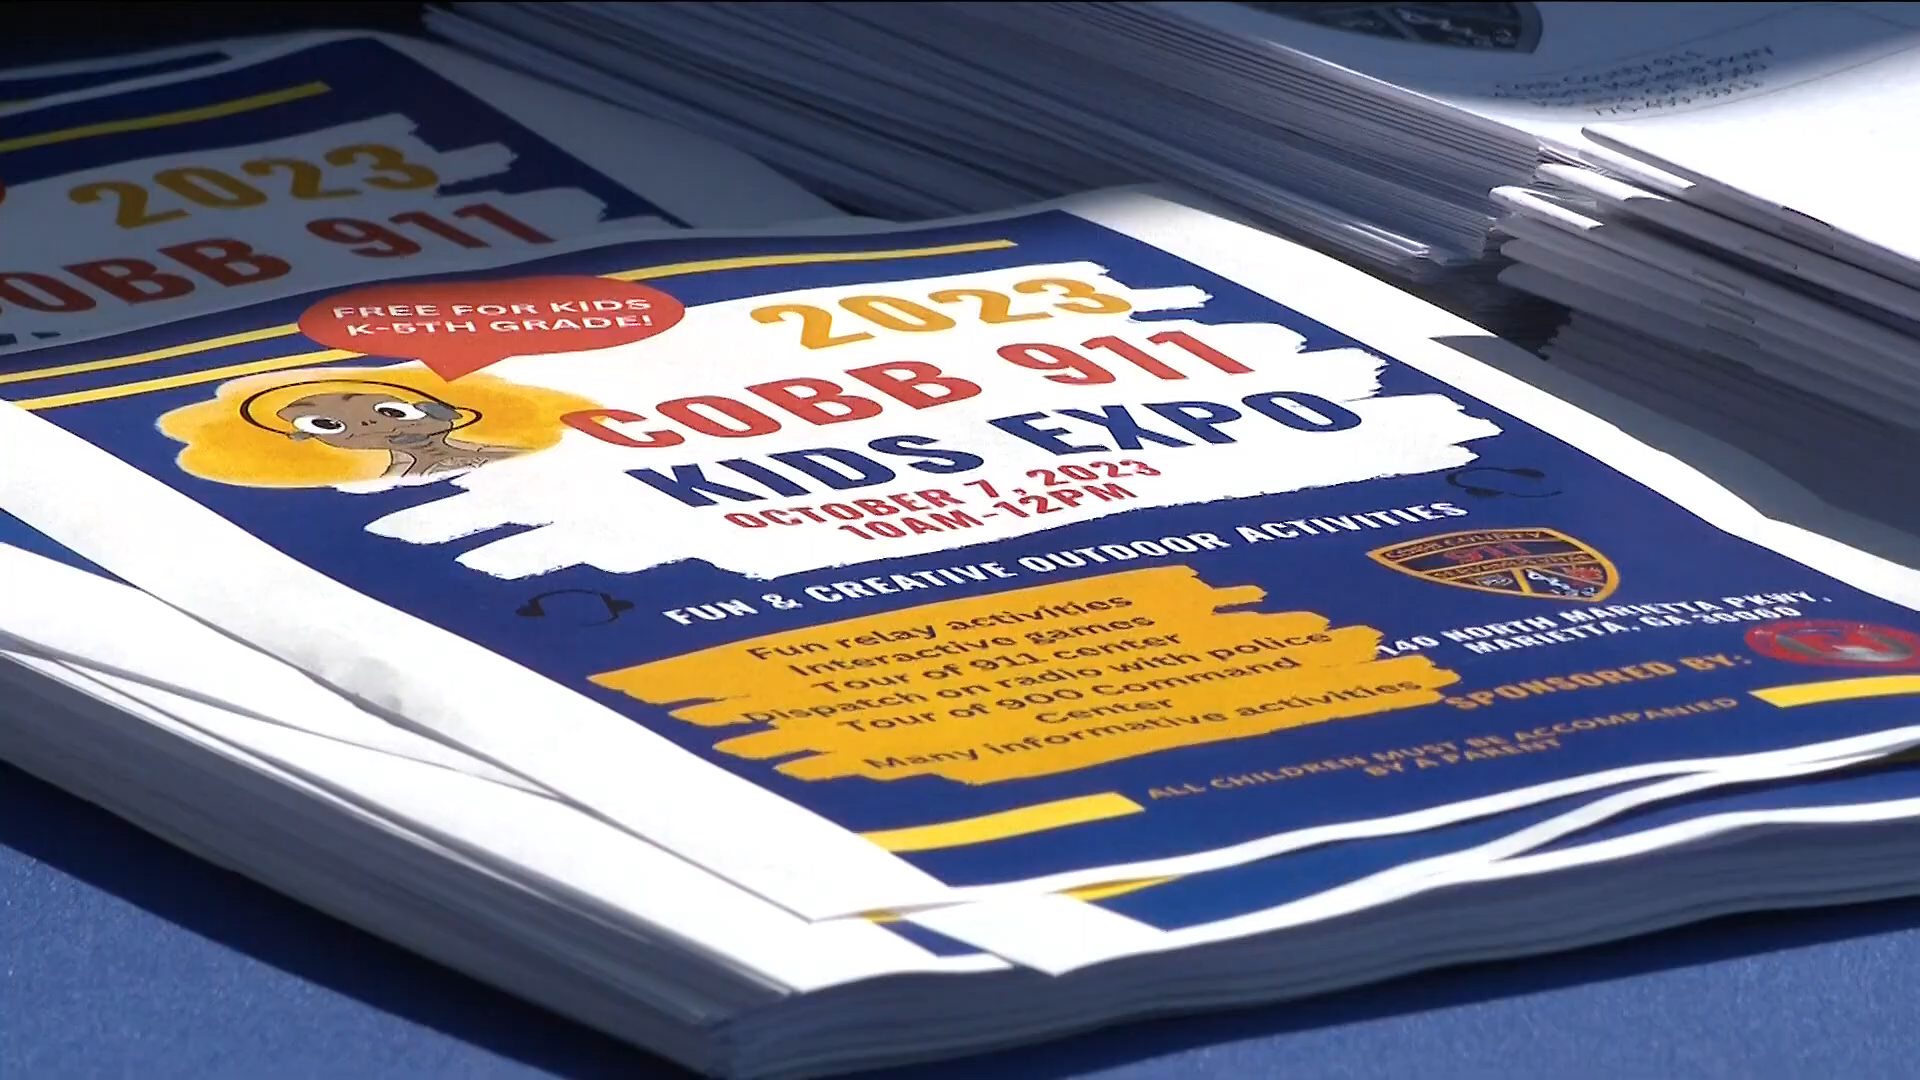 2023
COBB 911
FREE FOR KIDS
K-5TH GRADE!
2023
COBB 911
KIDS EXPO
OCTOBER 7, 2023
10AM-12PM
FUN & CREATIVE OUTDOOR ACTIVITIES
Fun relay activities
Interactive games
Tour of 911 center
Dispatch on radio with police
Tour of 900 Command
Center
Many informative activities
COBB COUNTY
911
140 NORTH MARIETTA PKWY.
MARIETTA, GA 30060
SPONSORED BY:
ALL CHILDREN MUST BE ACCOMPANIED
BY A PARENT